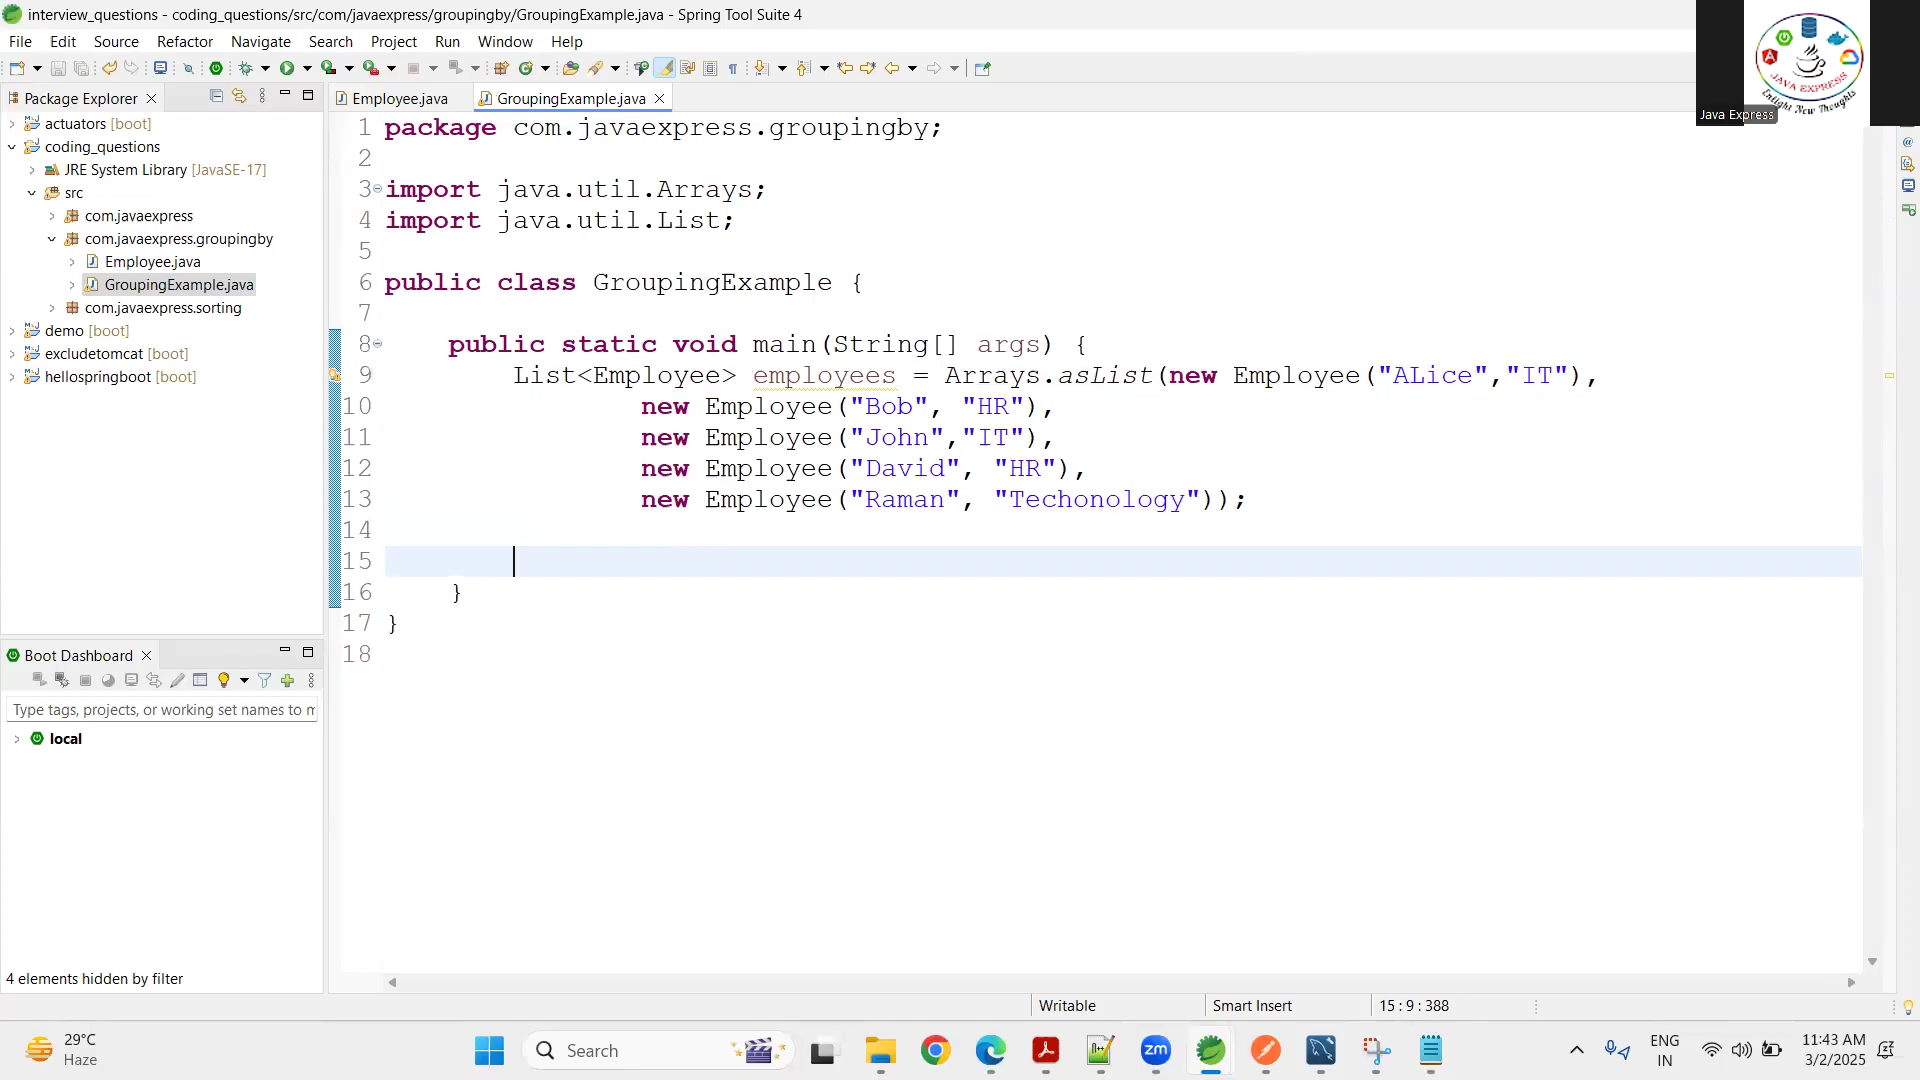 interview_questions - coding_questions/src/com/javaexpress/groupingby/GroupingExample.java - Spring Tool Suite 4
File Edit Source Refactor Navigate Search Project Run Window Help
JAVA EXPRESS
Enlight New Thoughts
Java Express
Package Explorer
actuators [boot]
coding_questions
JRE System Library [JavaSE-17]
src
com.javaexpress
com.javaexpress.groupingby
Employee.java
GroupingExample.java
com.javaexpress.sorting
demo [boot]
excludetomcat [boot]
hellospringboot [boot]
Employee.java GroupingExample.java
1 package com.javaexpress.groupingby;
2
3 import java.util.Arrays;
4 import java.util.List;
5
6 public class GroupingExample {
7
8 public static void main(String[] args) {
9 List<Employee> employees = Arrays.asList(new Employee("ALice","IT"),
10 new Employee("Bob", "HR"),
11 new Employee("John","IT"),
12 new Employee("David", "HR"),
13 new Employee("Raman", "Techonology"));
14
15
16 }
17 }
18
Boot Dashboard
Type tags, projects, or working set names to m
local
4 elements hidden by filter
Writable Smart Insert 15 : 9 : 388
29°C
Haze
Search
zm
ENG
IN
11:43 AM
3/2/2025